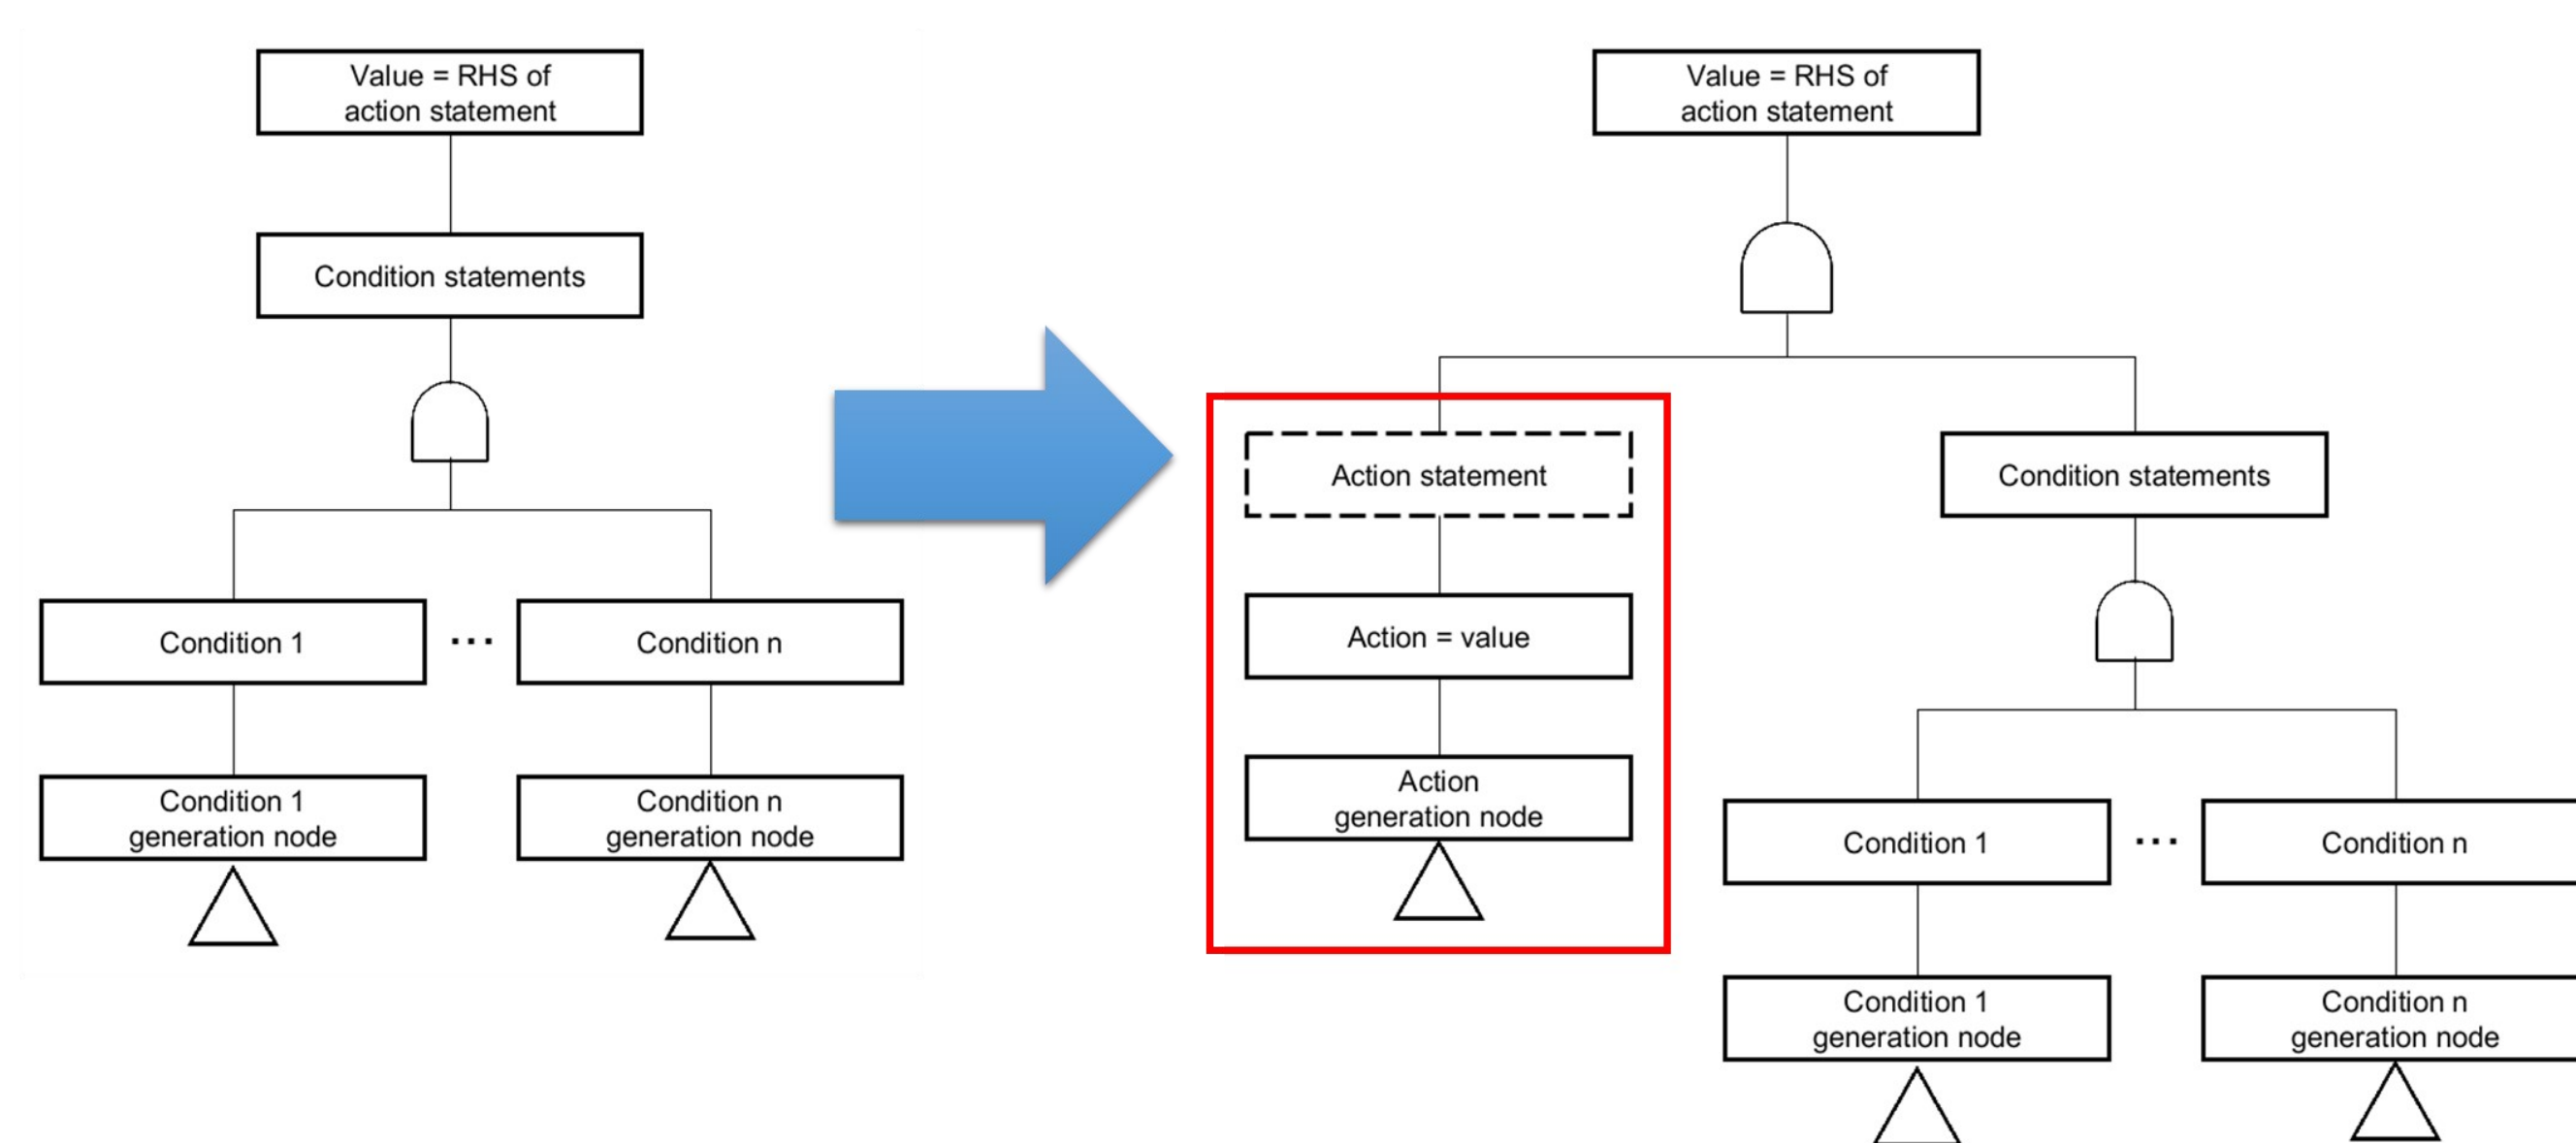 Value = RHS of
action statement
Condition statements
Condition 1
...
Condition n
Condition 1
generation node
Condition n
generation node
Value = RHS of
action statement
Action statement
Action = value
Action
generation node
Condition statements
Condition 1
...
Condition n
Condition 1
generation node
Condition n
generation node